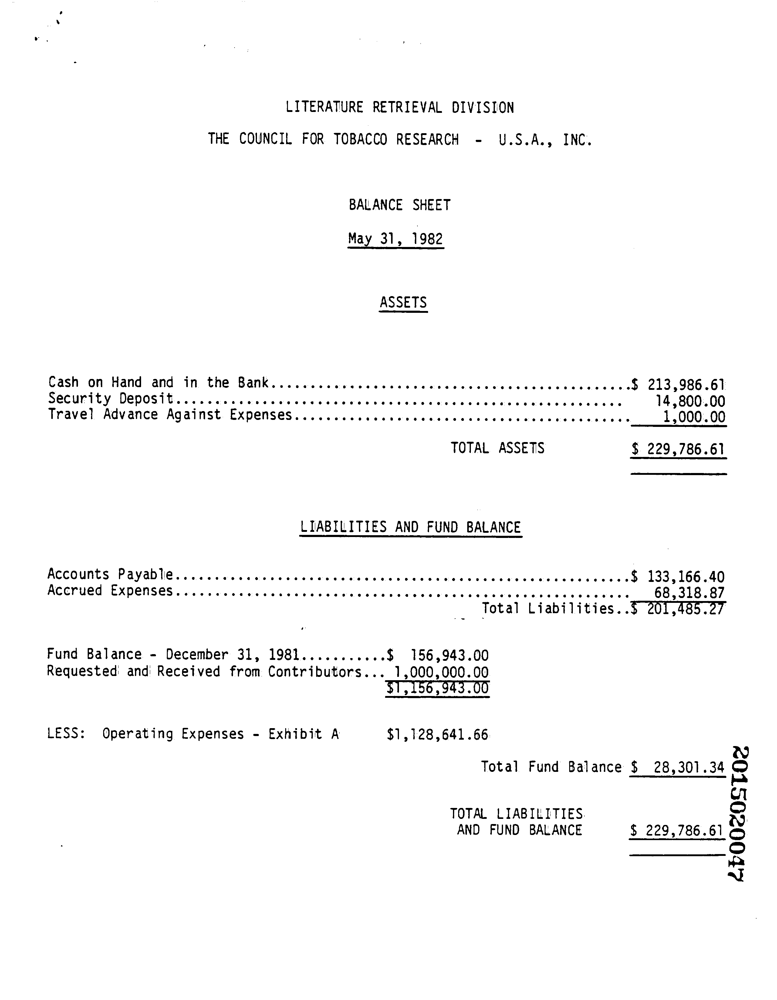 LITERATURE RETRIEVAL DIVISION
THE COUNCIL FOR TOBACCO RESEARCH - U.S.A., INC.
BALANCE SHEET
May 31, 1982
ASSETS
Cash on Hand and in the Bank..............................................$ 213,986.61
Security Deposit......................................................... 14,800.00
Travel Advance Against Expenses........................................... 1,000.00
TOTAL ASSETS $ 229,786.61
LIABILITIES AND FUND BALANCE
Accounts Payable..........................................................$ 133,166.40
Accrued Expenses.......................................................... 68,318.87
Total Liabilities..$ 201,485.27
Fund Balance - December 31, 1981...........$ 156,943.00
Requested and Received from Contributors... 1,000,000.00
$1,156,943.00
LESS: Operating Expenses - Exhibit A $1,128,641.66
Total Fund Balance $ 28,301.34
TOTAL LIABILITIES
AND FUND BALANCE $ 229,786.61
2015020047